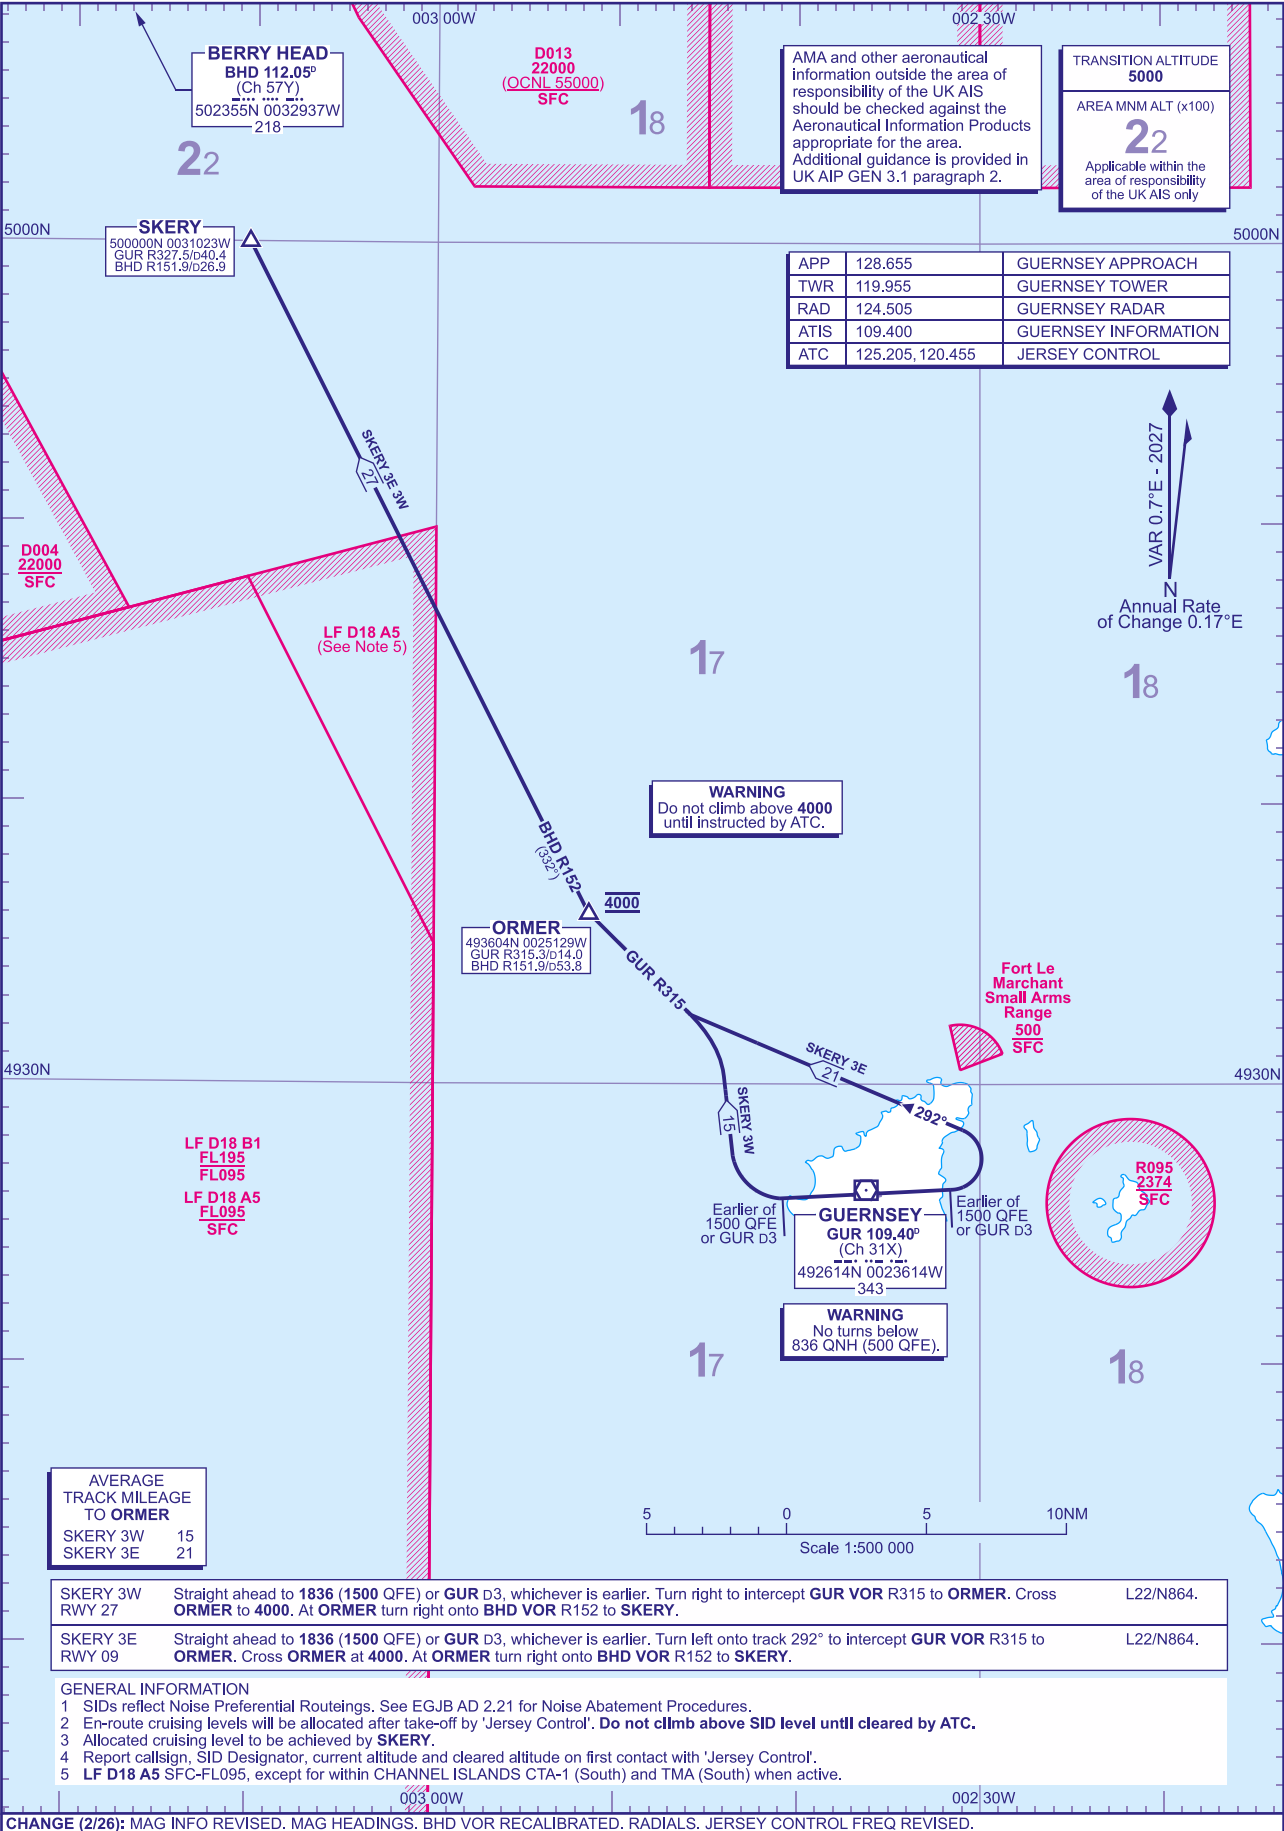 003 00W
002 30W
BERRY HEAD
BHD 112.05D
(Ch 57Y)
502355N 0032937W
218
D013
22000
(OCNL 55000)
SFC
18
22
AMA and other aeronautical
information outside the area of
responsibility of the UK AIS
should be checked against the
Aeronautical Information Products
appropriate for the area.
Additional guidance is provided in
UK AIP GEN 3.1 paragraph 2.
TRANSITION ALTITUDE
5000
AREA MNM ALT (x100)
22
Applicable within the
area of responsibility
of the UK AIS only
5000N
5000N
SKERY
500000N 0031023W
GUR R327.5/D40.4
BHD R151.9/D26.9
APP 128.655 GUERNSEY APPROACH
TWR 119.955 GUERNSEY TOWER
RAD 124.505 GUERNSEY RADAR
ATIS 109.400 GUERNSEY INFORMATION
ATC 125.205, 120.455 JERSEY CONTROL
VAR 0.7°E - 2027
N
Annual Rate
of Change 0.17°E
SKERY 3E 3W
27
D004
22000
SFC
LF D18 A5
(See Note 5)
17
18
WARNING
Do not climb above 4000
until instructed by ATC.
BHD R152
(332°)
4000
ORMER
493604N 0025129W
GUR R315.3/D14.0
BHD R151.9/D53.8
GUR R315
Fort Le
Marchant
Small Arms
Range
500
SFC
4930N
4930N
SKERY 3E
21
292°
SKERY 3W
15
LF D18 B1
FL195
FL095
LF D18 A5
FL095
SFC
R095
2374
SFC
Earlier of
1500 QFE
or GUR D3
Earlier of
1500 QFE
or GUR D3
GUERNSEY
GUR 109.40D
(Ch 31X)
492614N 0023614W
343
WARNING
No turns below
836 QNH (500 QFE).
17
18
AVERAGE
TRACK MILEAGE
TO ORMER
SKERY 3W 15
SKERY 3E 21
5 0 5 10NM
Scale 1:500 000
SKERY 3W Straight ahead to 1836 (1500 QFE) or GUR D3, whichever is earlier. Turn right to intercept GUR VOR R315 to ORMER. Cross L22/N864.
RWY 27 ORMER to 4000. At ORMER turn right onto BHD VOR R152 to SKERY.
SKERY 3E Straight ahead to 1836 (1500 QFE) or GUR D3, whichever is earlier. Turn left onto track 292° to intercept GUR VOR R315 to L22/N864.
RWY 09 ORMER. Cross ORMER at 4000. At ORMER turn right onto BHD VOR R152 to SKERY.
GENERAL INFORMATION
1 SIDs reflect Noise Preferential Routeings. See EGJB AD 2.21 for Noise Abatement Procedures.
2 En-route cruising levels will be allocated after take-off by 'Jersey Control'. Do not climb above SID level until cleared by ATC.
3 Allocated cruising level to be achieved by SKERY.
4 Report callsign, SID Designator, current altitude and cleared altitude on first contact with 'Jersey Control'.
5 LF D18 A5 SFC-FL095, except for within CHANNEL ISLANDS CTA-1 (South) and TMA (South) when active.
003 00W
002 30W
CHANGE (2/26): MAG INFO REVISED. MAG HEADINGS. BHD VOR RECALIBRATED. RADIALS. JERSEY CONTROL FREQ REVISED.